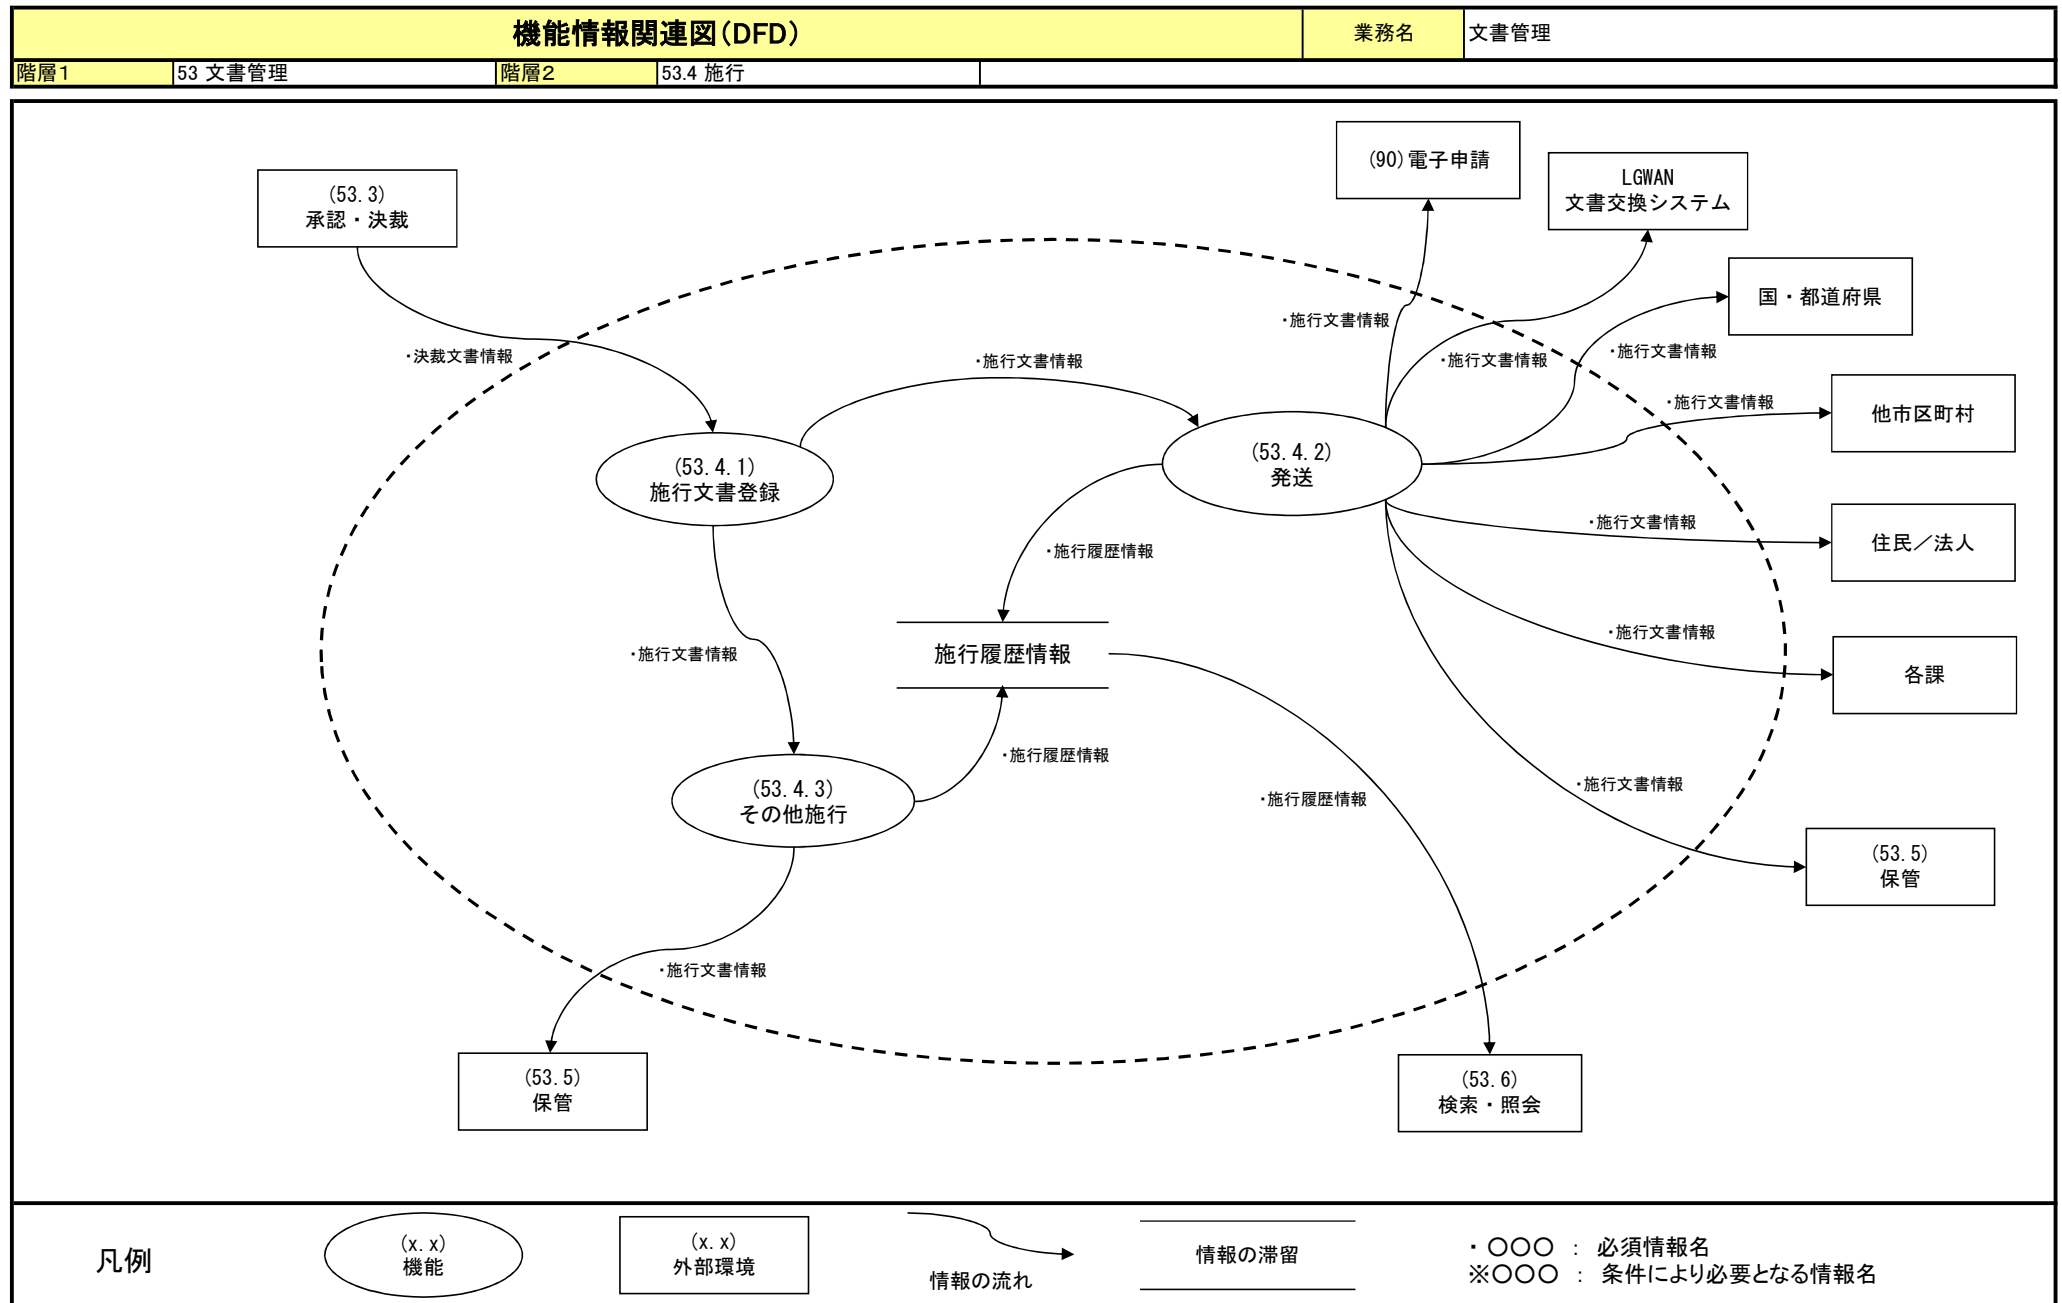 機能情報関連図(DFD)
業務名
文書管理
階層1
53 文書管理
階層2
53.4 施行
(90)電子申請
LGWAN
文書交換システム
(53.3)
承認・決裁
国・都道府県
・施行文書情報
・決裁文書情報
・施行文書情報
・施行文書情報
・施行文書情報
・施行文書情報
他市区町村
(53.4.1)
施行文書登録
(53.4.2)
発送
・施行文書情報
住民／法人
・施行履歴情報
・施行文書情報
施行履歴情報
・施行文書情報
各課
・施行履歴情報
・施行文書情報
(53.4.3)
その他施行
・施行履歴情報
(53.5)
保管
・施行文書情報
(53.5)
保管
(53.6)
検索・照会
凡例
(x.x)
機能
(x.x)
外部環境
情報の流れ
情報の滞留
・〇〇〇 ： 必須情報名
※〇〇〇 ： 条件により必要となる情報名